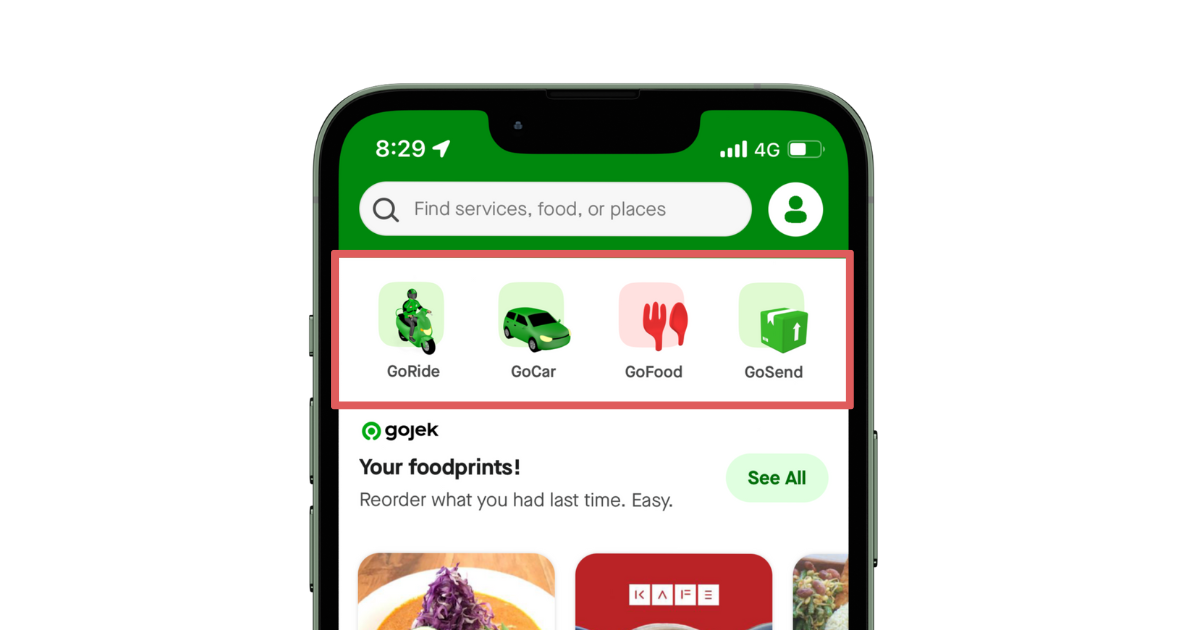 8:29 4G
Find services, food, or places
GoRide GoCar GoFood GoSend
gojek
Your foodprints!
See All
Reorder what you had last time. Easy.
KAFE